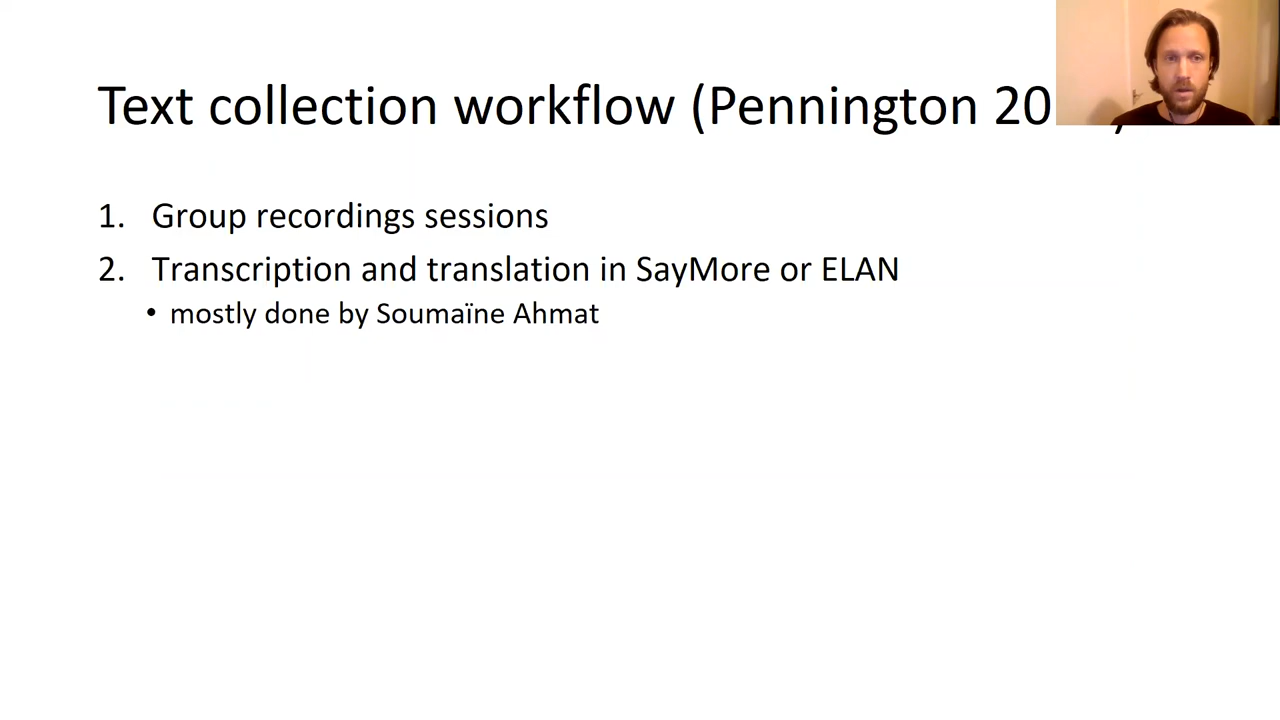 Text collection workflow (Pennington 20
1. Group recordings sessions
2. Transcription and translation in SayMore or ELAN
• mostly done by Soumaïne Ahmat